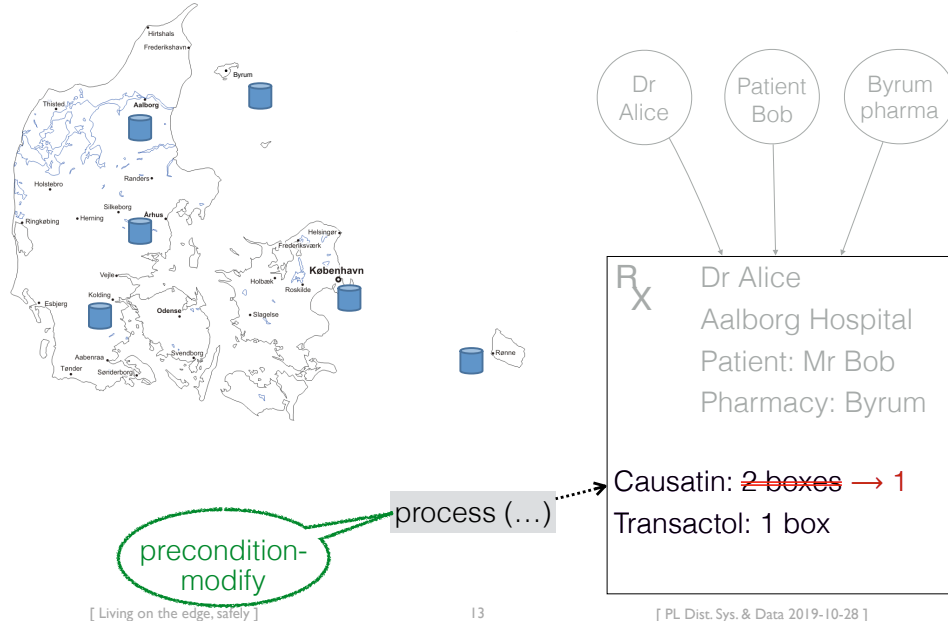 Hirtshals
Frederikshavn
Byrum
Thisted
Aalborg
Holstebro
Randers
Silkeborg
Ringkøbing
Herning
Århus
Helsingør
Frederiksværk
København
Vejle
Holbæk
Roskilde
Esbjerg
Kolding
Odense
Slagelse
Aabenraa
Svendborg
Tønder
Sønderborg
Rønne
Dr
Alice
Patient
Bob
Byrum
pharma
Rx
Dr Alice
Aalborg Hospital
Patient: Mr Bob
Pharmacy: Byrum
Causatin: 2 boxes → 1
Transactol: 1 box
process (…)
precondition-
modify
[ Living on the edge, safely ]
13
[ PL Dist. Sys. & Data 2019-10-28 ]